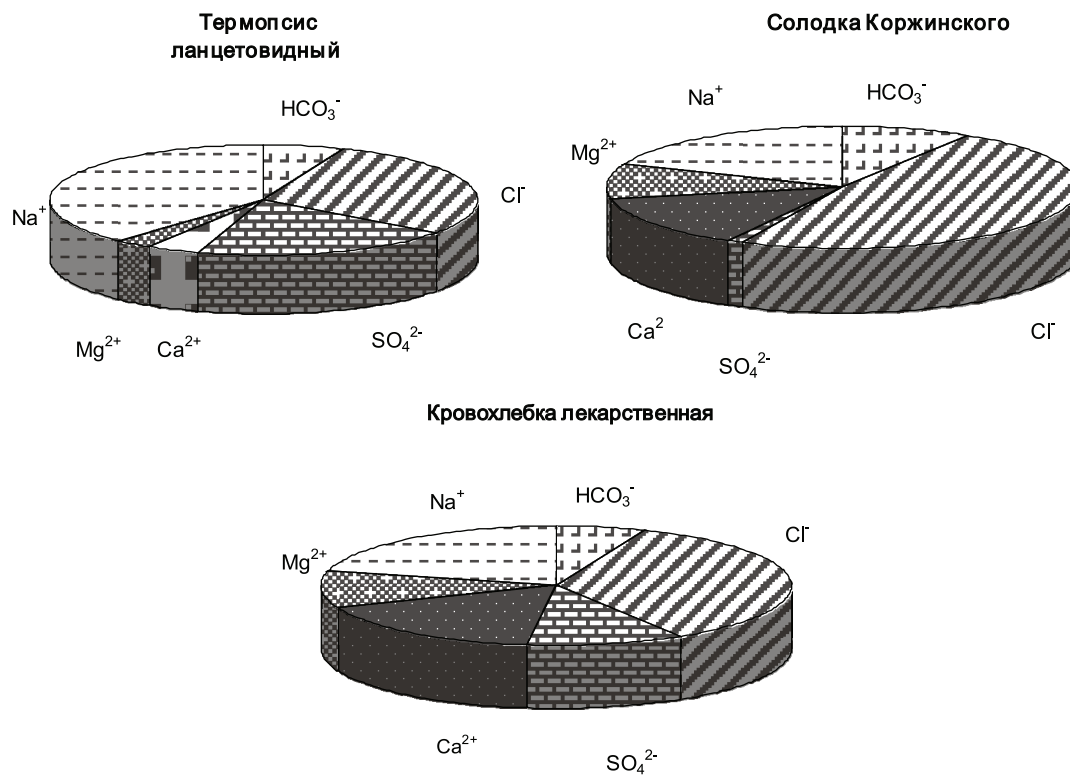 Термопсис
ланцетовидный
HCO₃⁻
Cl⁻
SO₄²⁻
Ca²⁺
Mg²⁺
Na⁺
Солодка Коржинского
Na⁺
HCO₃⁻
Mg²⁺
Ca²
SO₄²⁻
Cl⁻
Кровохлебка лекарственная
Na⁺
HCO₃⁻
Cl⁻
Mg²⁺
Ca²⁺
SO₄²⁻